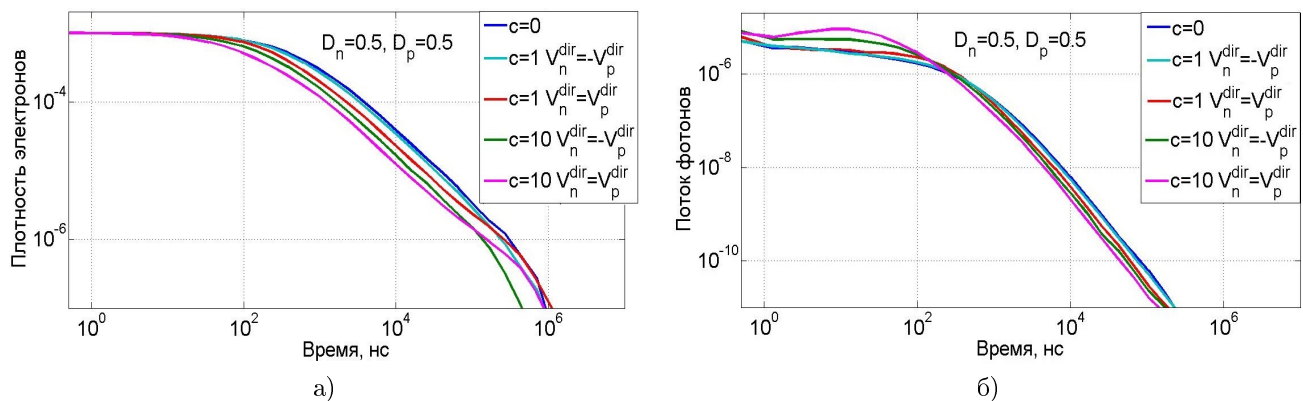 Плотность электронов
10^-4
10^-6
10^0
10^2
10^4
10^6
Время, нс
D_n=0.5, D_p=0.5
c=0
c=1 V_n^dir=-V_p^dir
c=1 V_n^dir=V_p^dir
c=10 V_n^dir=-V_p^dir
c=10 V_n^dir=V_p^dir
а)
Поток фотонов
10^-6
10^-8
10^-10
10^0
10^2
10^4
10^6
Время, нс
D_n=0.5, D_p=0.5
c=0
c=1 V_n^dir=-V_p^dir
c=1 V_n^dir=V_p^dir
c=10 V_n^dir=-V_p^dir
c=10 V_n^dir=V_p^dir
б)